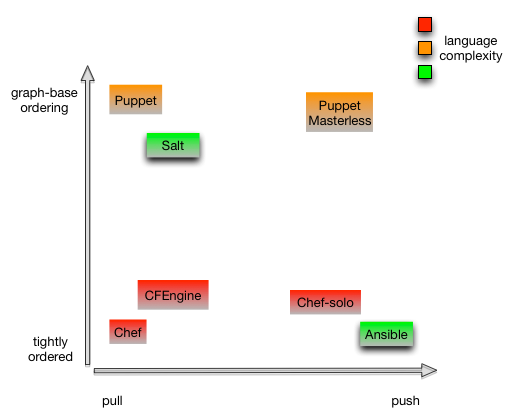 language
complexity
graph-base
ordering
Puppet
Puppet
Masterless
Salt
CFEngine
Chef-solo
Chef
Ansible
tightly
ordered
pull
push